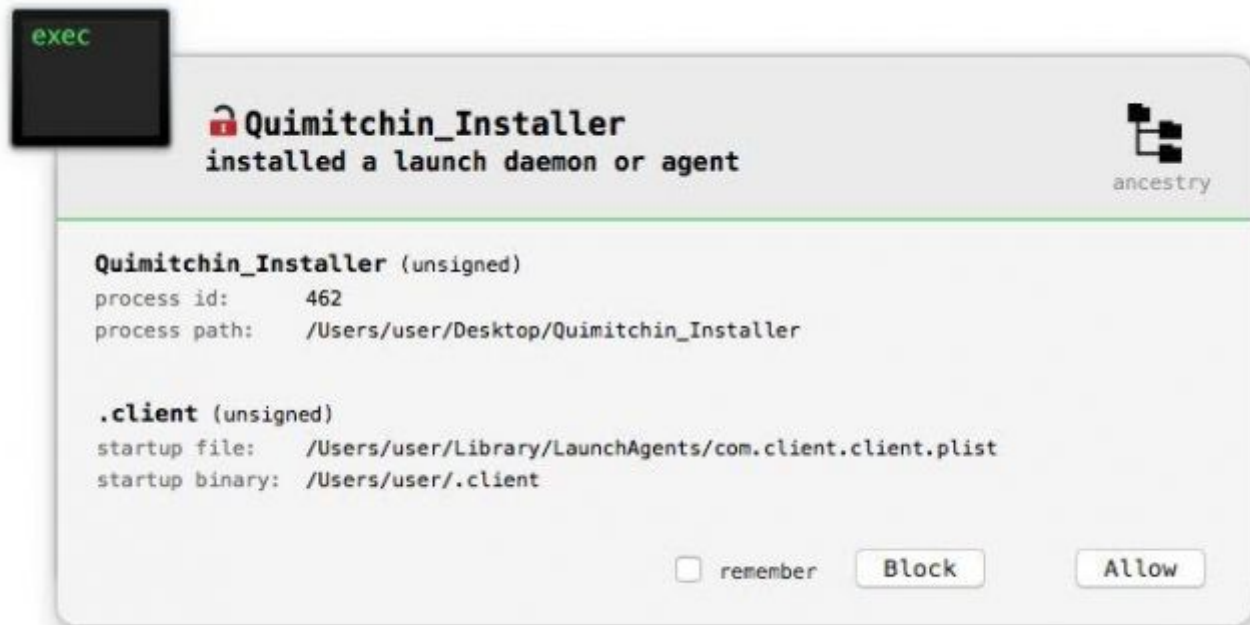 exec
Quimitchin_Installer
installed a launch daemon or agent
ancestry
Quimitchin_Installer (unsigned)
process id: 462
process path: /Users/user/Desktop/Quimitchin_Installer
.client (unsigned)
startup file: /Users/user/Library/LaunchAgents/com.client.client.plist
startup binary: /Users/user/.client
remember Block Allow